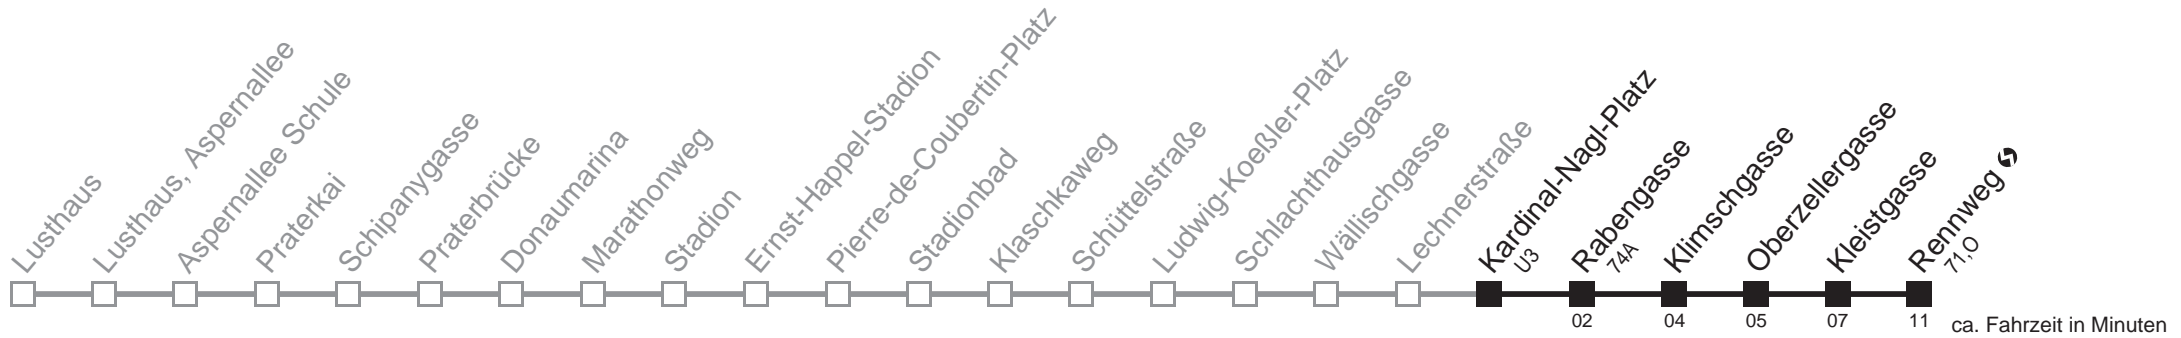 Lusthaus
Lusthaus, Aspernallee
Aspernallee Schule
Praterkai
Schipanygasse
Praterbrücke
Donaumarina
Marathonweg
Stadion
Ernst-Happel-Stadion
Pierre-de-Coubertin-Platz
Stadionbad
Klaschkaweg
Schüttelstraße
Ludwig-Koeßler-Platz
Schlachthausgasse
Wällischgasse
Lechnerstraße
Kardinal-Nagl-Platz
U3
Rabengasse
74A
Klimschgasse
Oberzellergasse
Kleistgasse
Rennweg
71,O
02 04 05 07 11 ca. Fahrzeit in Minuten